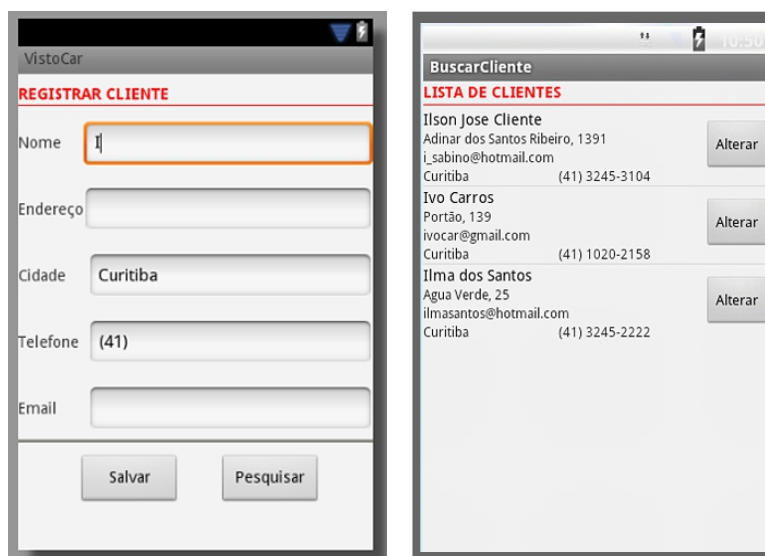 VistoCar
REGISTRAR CLIENTE
Nome I
Endereço
Cidade Curitiba
Telefone (41)
Email
Salvar Pesquisar
10:50
BuscarCliente
LISTA DE CLIENTES
Ilson Jose Cliente
Adinar dos Santos Ribeiro, 1391
i_sabino@hotmail.com
Curitiba (41) 3245-3104
Alterar
Ivo Carros
Portão, 139
ivocar@gmail.com
Curitiba (41) 1020-2158
Alterar
Ilma dos Santos
Agua Verde, 25
ilmasantos@hotmail.com
Curitiba (41) 3245-2222
Alterar